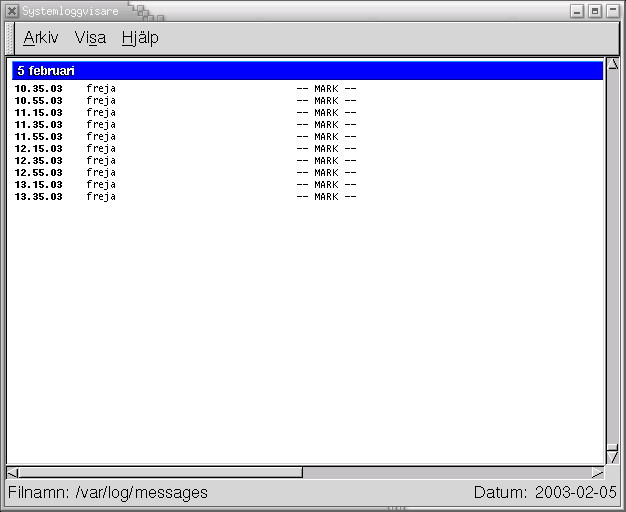 Systemloggvisare
Arkiv Visa Hjälp
5 februari
10.35.03 freja -- MARK --
10.55.03 freja -- MARK --
11.15.03 freja -- MARK --
11.35.03 freja -- MARK --
11.55.03 freja -- MARK --
12.15.03 freja -- MARK --
12.35.03 freja -- MARK --
12.55.03 freja -- MARK --
13.15.03 freja -- MARK --
13.35.03 freja -- MARK --
Filnamn: /var/log/messages Datum: 2003-02-05